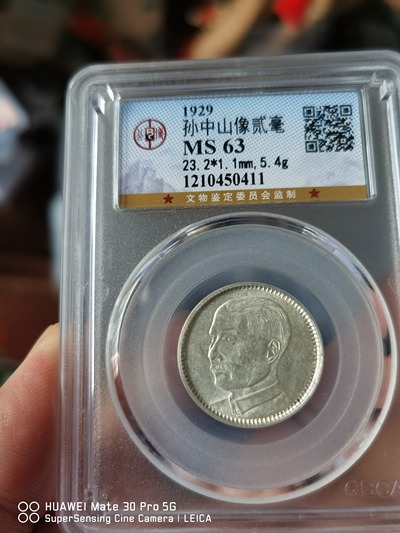 1929
孙中山像贰毫
MS 63
23.2*1.1mm,5.4g
1210450411
★ 文物鉴定委员会监制 ★
GBCA
HUAWEI Mate 30 Pro 5G
SuperSensing Cine Camera | LEICA